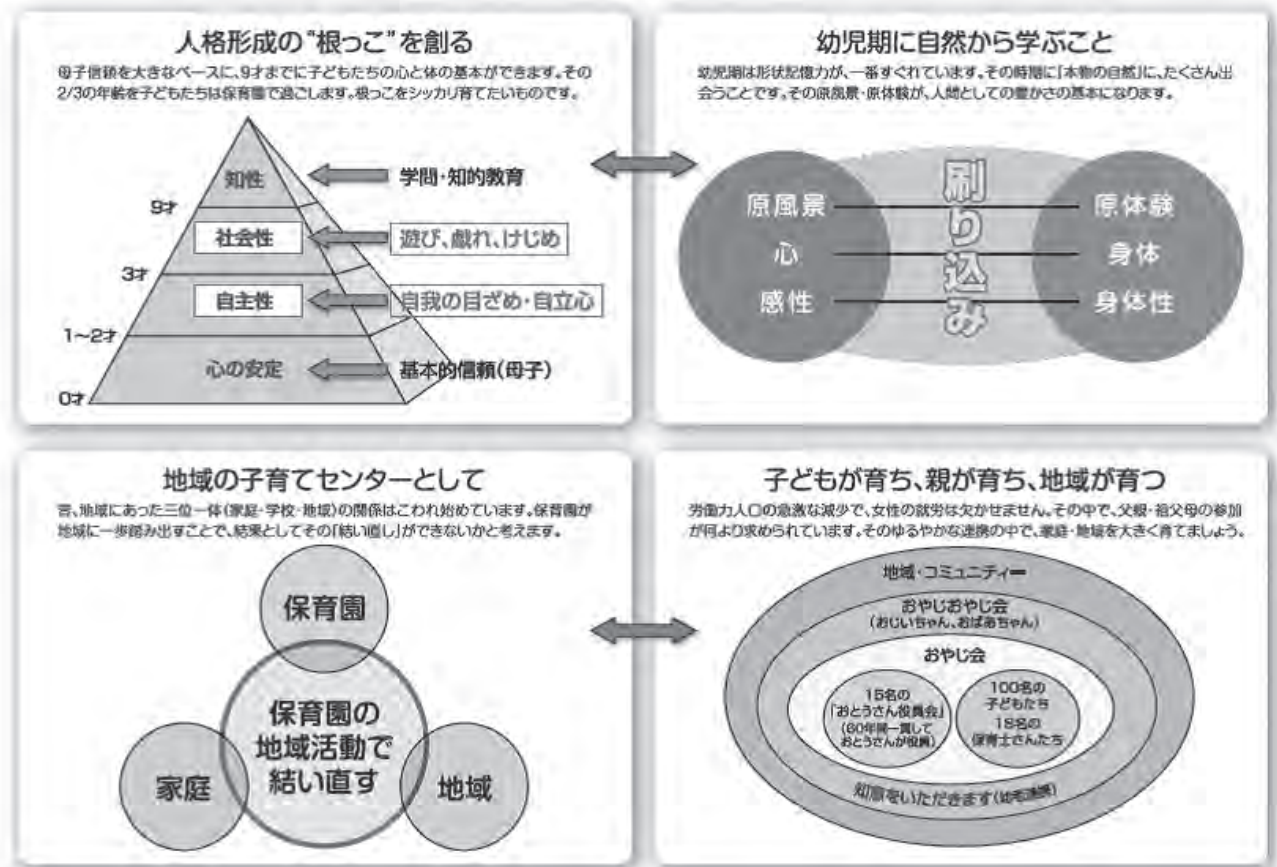 人格形成の"根っこ"を創る
母子信頼を大きなベースに、9才までに子どもたちの心と体の基本ができます。その
2/3の年齢を子どもたちは保育園で過ごします。根っこをシッカリ育てたいものです。
知性
学問・知的教育
9才
社会性
遊び、戯れ、けじめ
3才
自主性
自我の目ざめ・自立心
1~2才
心の安定
基本的信頼(母子)
0才
幼児期に自然から学ぶこと
幼児期は形状記憶力が、一番すぐれています。その時期に「本物の自然」に、たくさん出
会うことです。その原風景・原体験が、人間としての豊かさの基本になります。
刷り込み
原風景
原体験
心
身体
感性
身体性
地域の子育てセンターとして
昔、地域にあった三位一体(家庭・学校・地域)の関係はこわれ始めています。保育園が
地域に一歩踏み出すことで、結果としてその「結い直し」ができないかと考えます。
保育園
保育園の
地域活動で
結い直す
家庭
地域
子どもが育ち、親が育ち、地域が育つ
労働力人口の急激な減少で、女性の就労は欠かせません。その中で、父親・祖父母の参加
が何より求められています。そのゆるやかな連携の中で、家庭・地域を大きく育てましょう。
地域・コミュニティー
おやじおやじ会
(おじいちゃん、おばあちゃん)
おやじ会
15名の
「おとうさん役員会」
(60年間一貫して
おとうさんが役員)
100名の
子どもたち
18名の
保育士さんたち
知恵をいただきます(幼老連携)